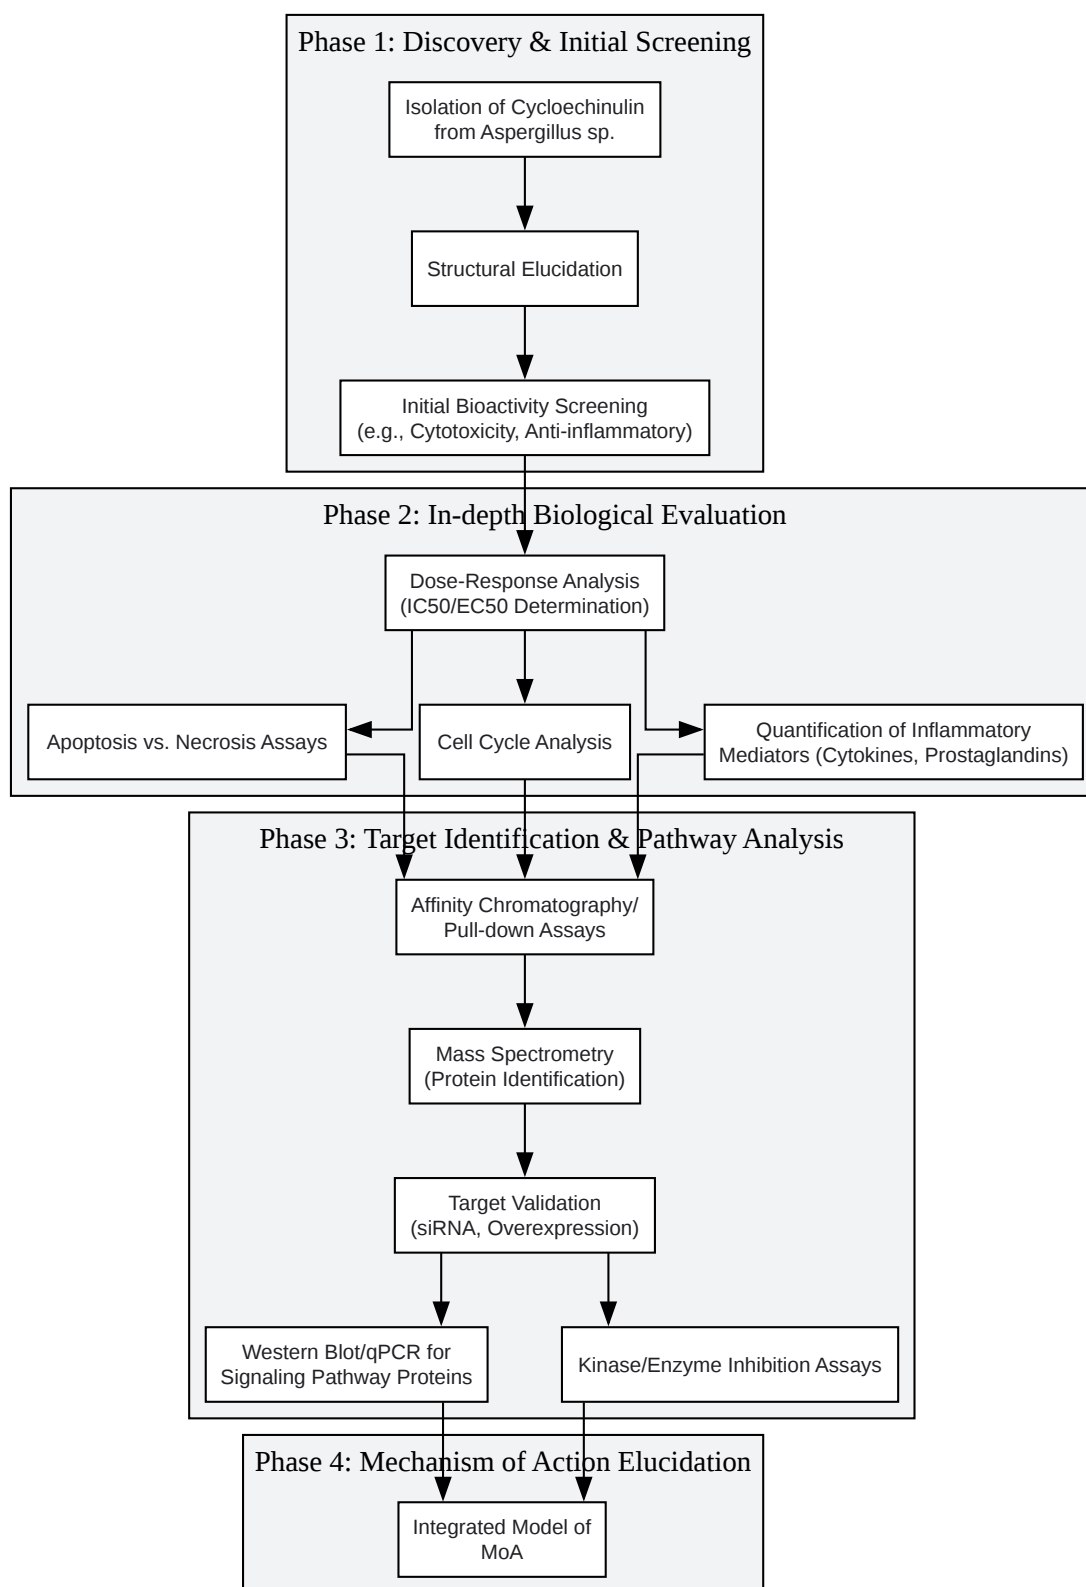 Phase 1: Discovery & Initial Screening
Isolation of Cycloechinulin
from Aspergillus sp.
Structural Elucidation
Initial Bioactivity Screening
(e.g., Cytotoxicity, Anti-inflammatory)
Phase 2: In-depth Biological Evaluation
Dose-Response Analysis
(IC50/EC50 Determination)
Apoptosis vs. Necrosis Assays
Cell Cycle Analysis
Quantification of Inflammatory
Mediators (Cytokines, Prostaglandins)
Phase 3: Target Identification & Pathway Analysis
Affinity Chromatography/
Pull-down Assays
Mass Spectrometry
(Protein Identification)
Target Validation
(siRNA, Overexpression)
Western Blot/qPCR for
Signaling Pathway Proteins
Kinase/Enzyme Inhibition Assays
Phase 4: Mechanism of Action Elucidation
Integrated Model of
MoA